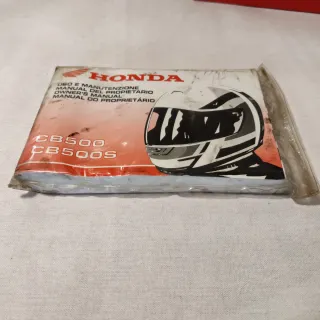 HONDA
USO E MANUTENZIONE
MANUAL DEL PROPIETARIO
OWNER'S MANUAL
MANUAL DO PROPRIETÁRIO
CB500
CB500S